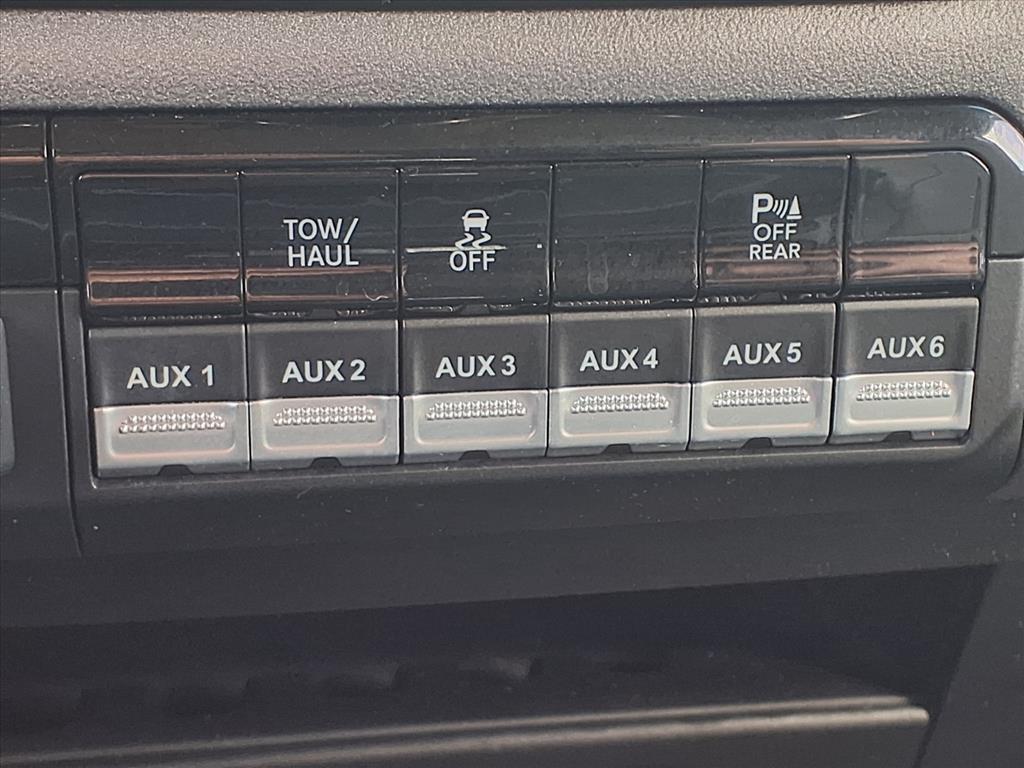 TOW/
HAUL
OFF
P
OFF
REAR
AUX 1
AUX 2
AUX 3
AUX 4
AUX 5
AUX 6